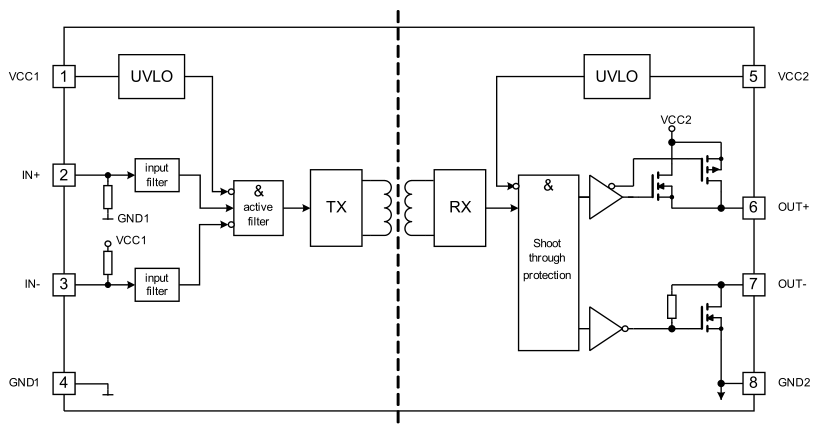 VCC1
1
UVLO
UVLO
5
VCC2
VCC2
IN+
2
input
filter
GND1
&
active
filter
TX
RX
&
Shoot
through
protection
6
OUT+
VCC1
IN-
3
input
filter
7
OUT-
GND1
4
8
GND2